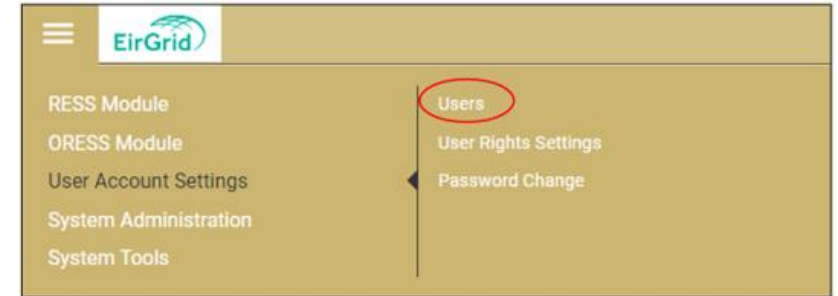 EirGrid
RESS Module
ORESS Module
User Account Settings
System Administration
System Tools
Users
User Rights Settings
Password Change